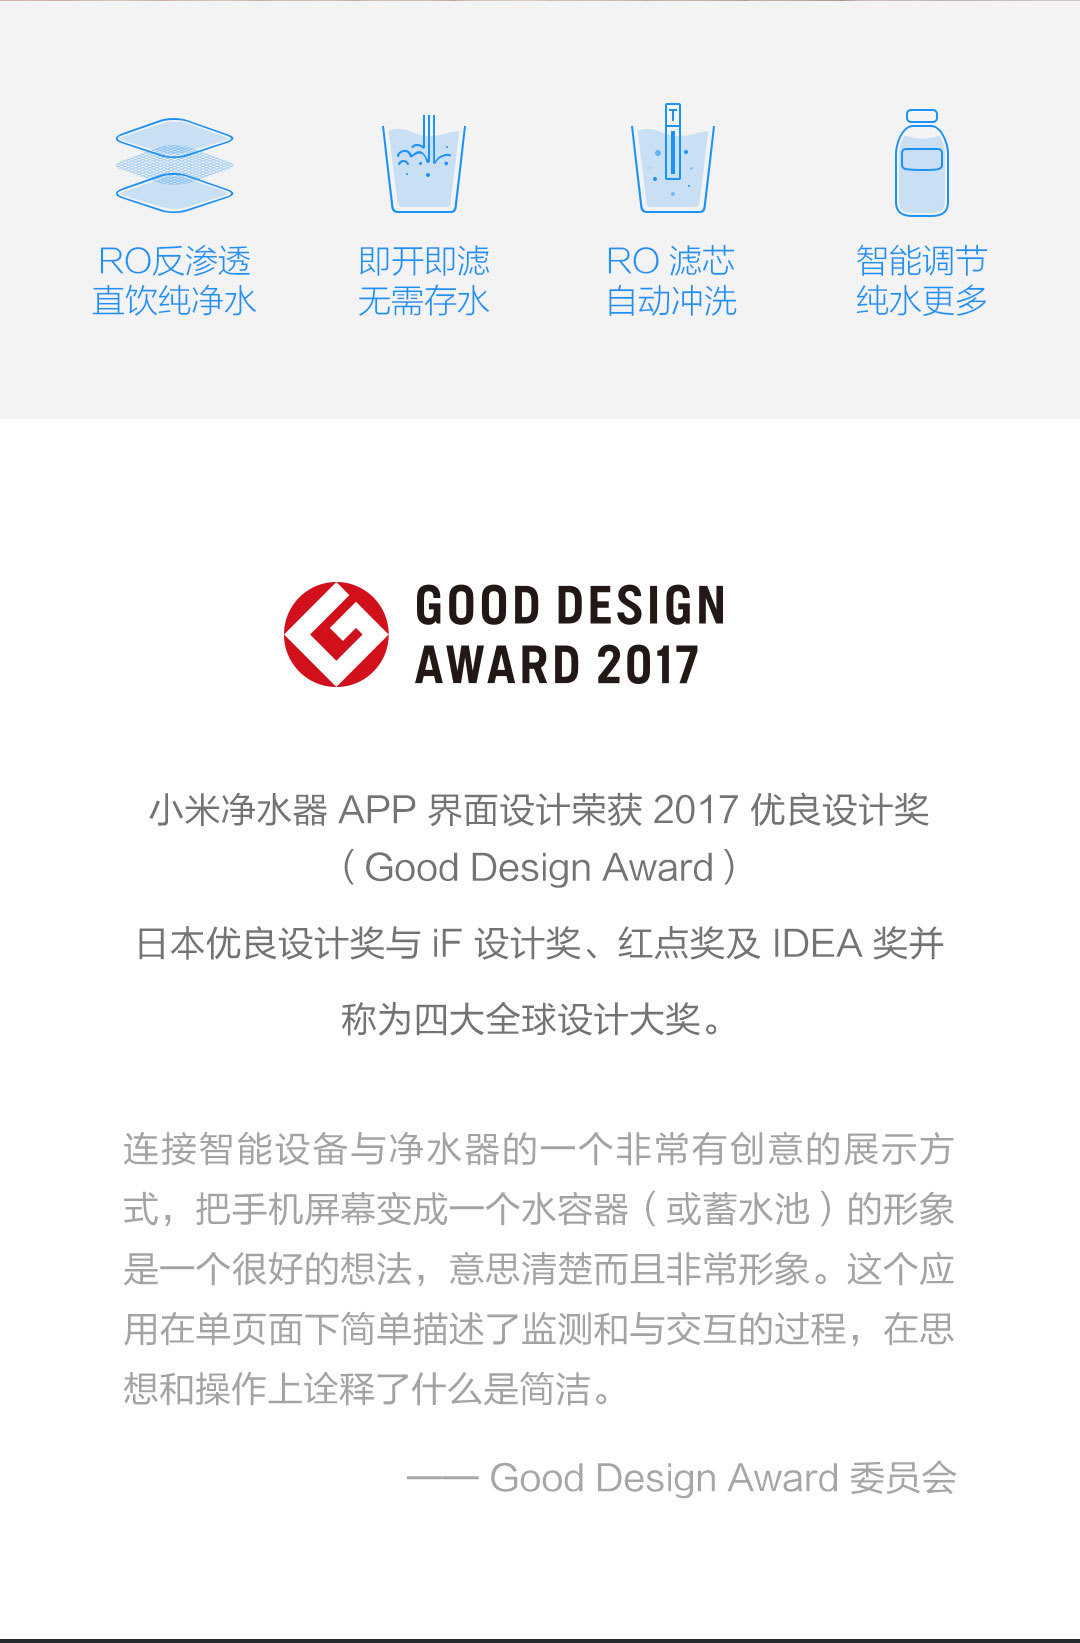 RO反渗透
直饮纯净水
即开即滤
无需存水
RO 滤芯
自动冲洗
智能调节
纯水更多
T
GOOD DESIGN
AWARD 2017
小米净水器 APP 界面设计荣获 2017 优良设计奖
（Good Design Award）
日本优良设计奖与 iF 设计奖、红点奖及 IDEA 奖并
称为四大全球设计大奖。
连接智能设备与净水器的一个非常有创意的展示方
式，把手机屏幕变成一个水容器（或蓄水池）的形象
是一个很好的想法，意思清楚而且非常形象。这个应
用在单页面下简单描述了监测和与交互的过程，在思
想和操作上诠释了什么是简洁。
—— Good Design Award 委员会